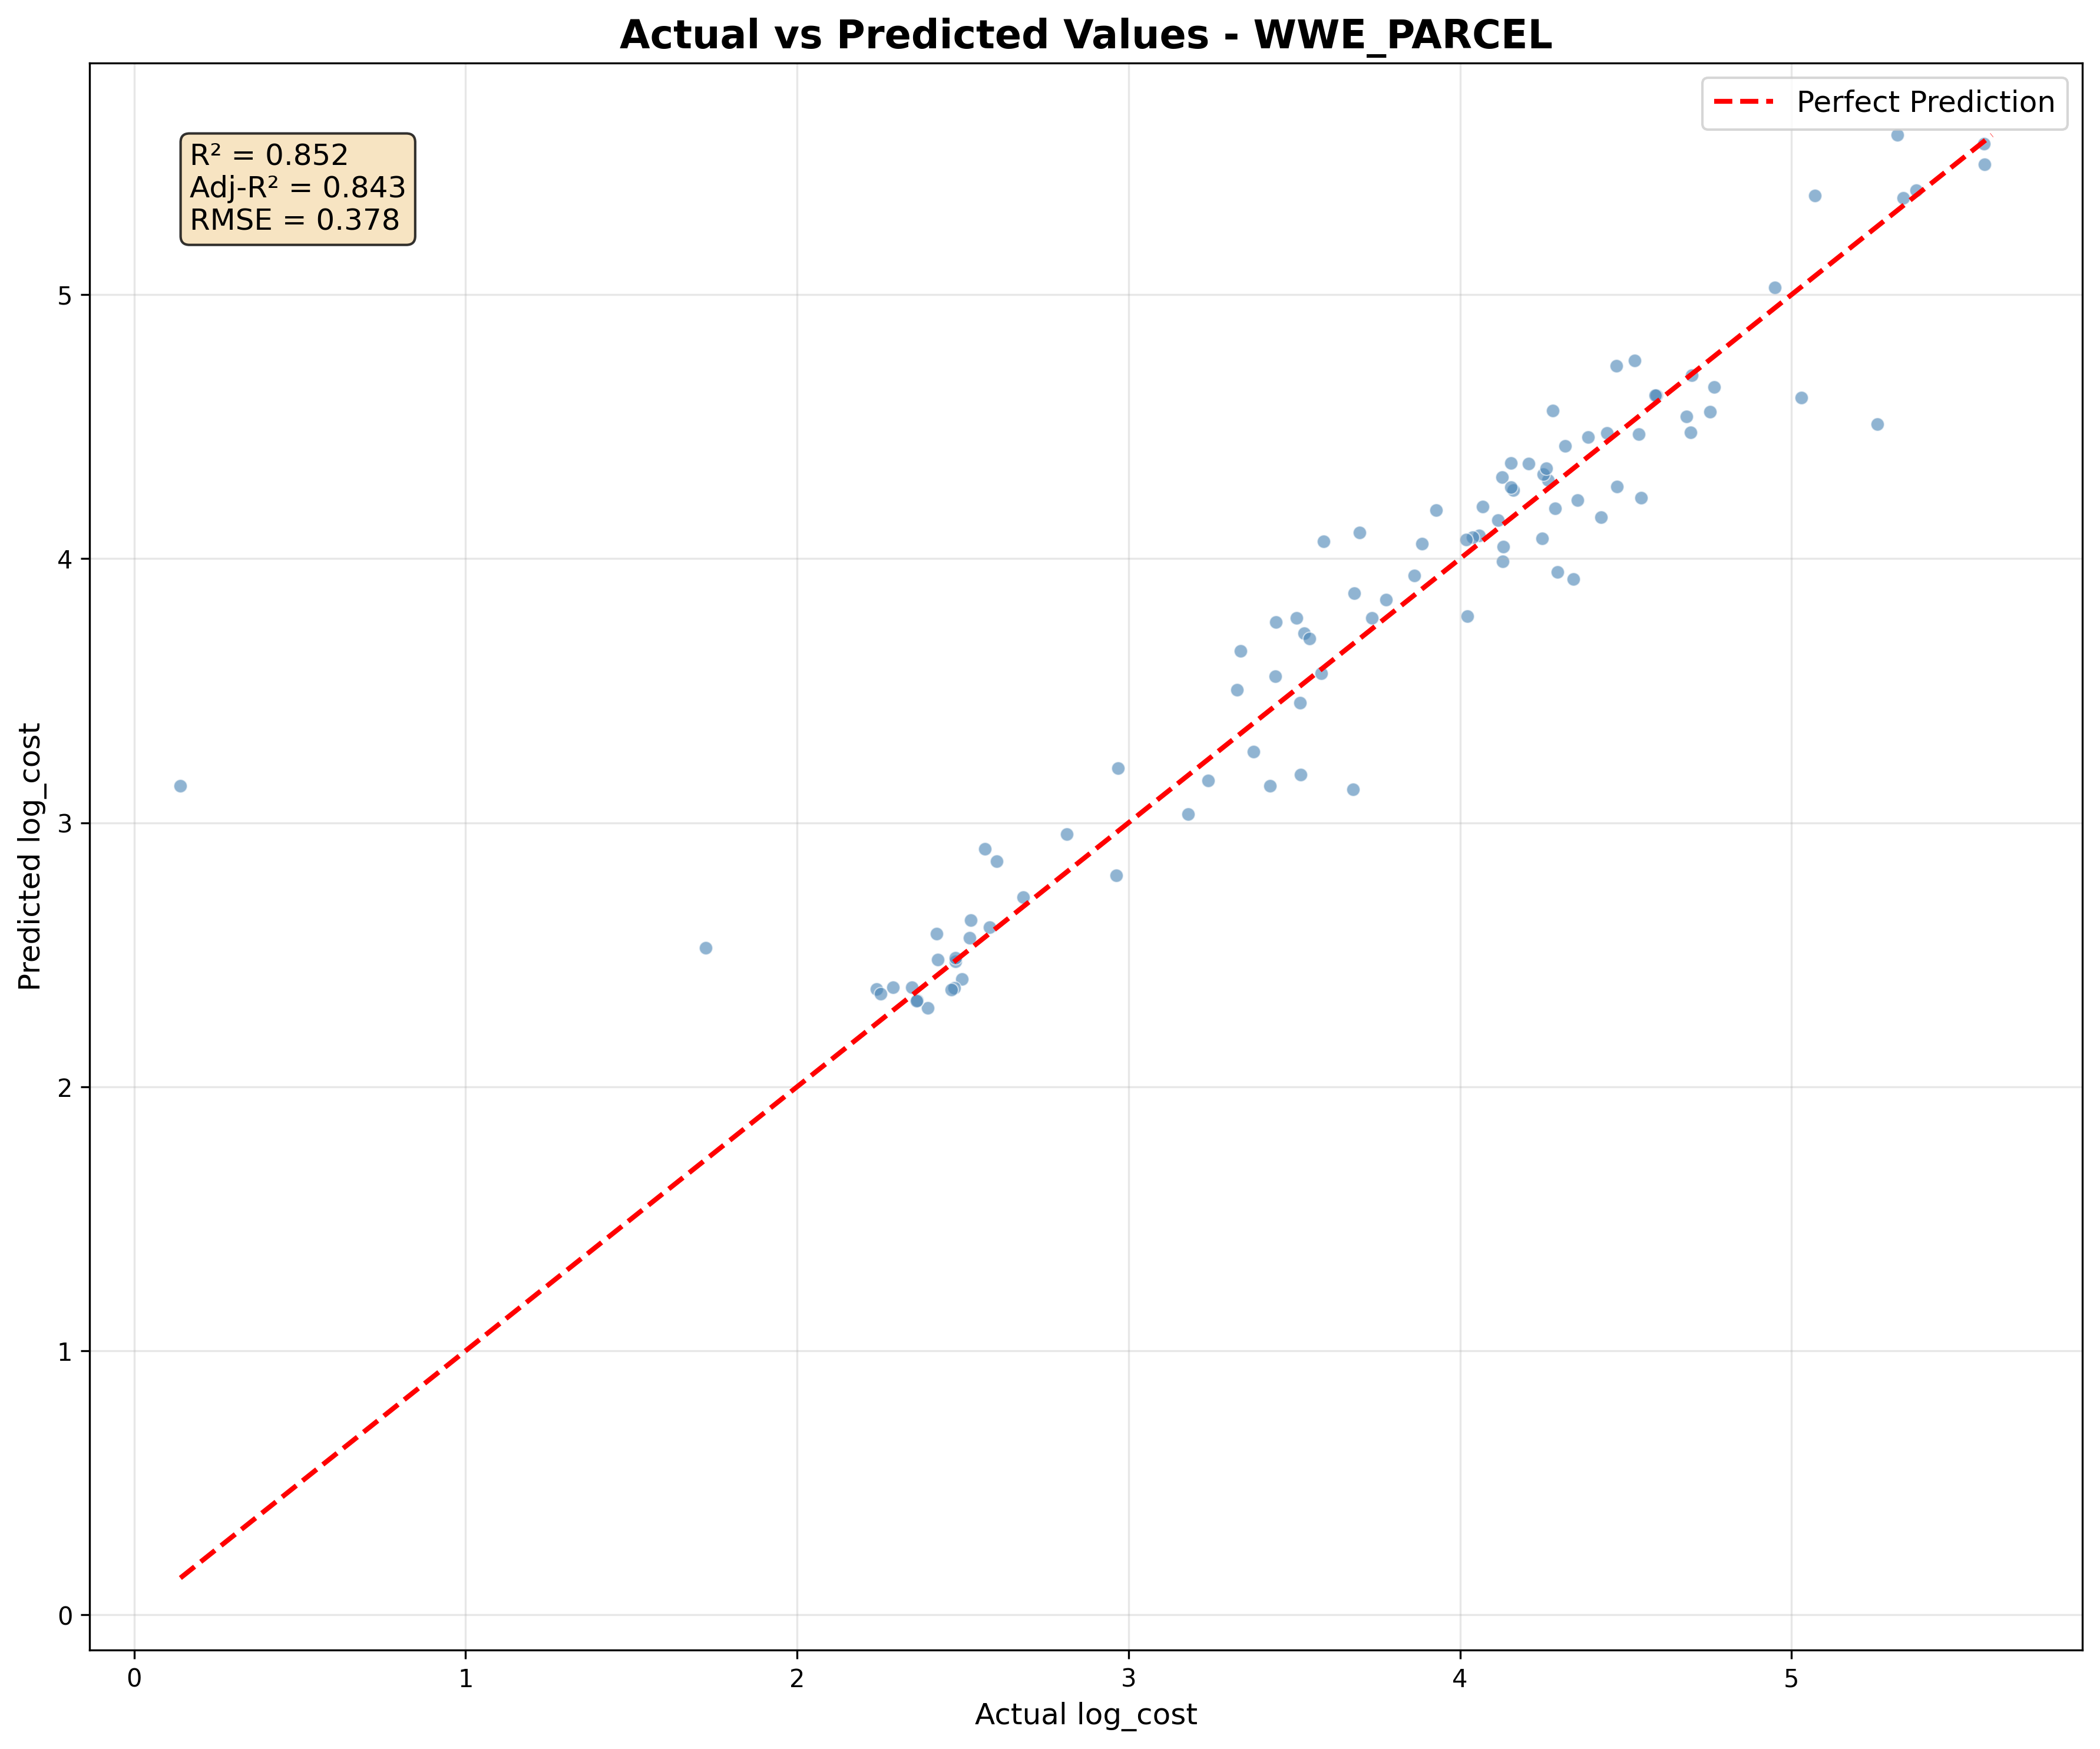 Actual vs Predicted Values - WWE_PARCEL
Perfect Prediction
R² = 0.852
Adj-R² = 0.843
RMSE = 0.378
Predicted log_cost
5
4
3
2
1
0
0 1 2 3 4 5
Actual log_cost